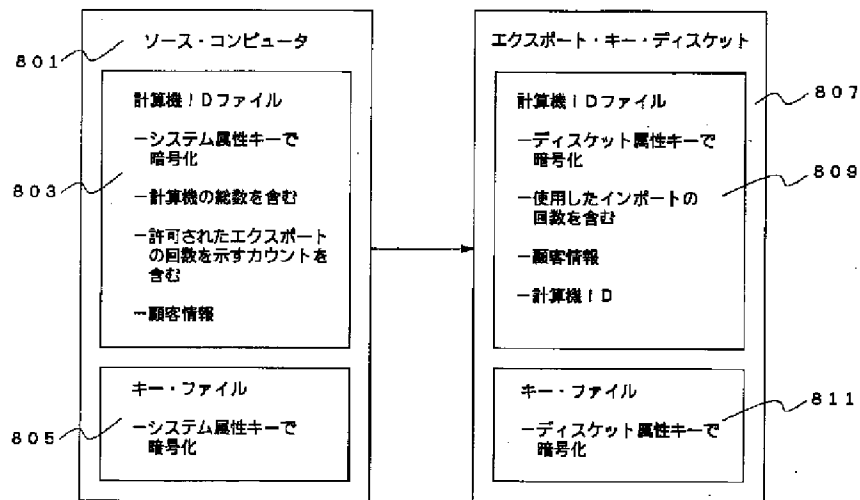 ソース・コンピュータ
801
計算機IDファイル
ーシステム属性キーで
暗号化
803
ー計算機の総数を含む
ー許可されたエクスポート
の回数を示すカウントを
含む
ー顧客情報
キー・ファイル
805
ーシステム属性キーで
暗号化
エクスポート・キー・ディスケット
807
計算機IDファイル
ーディスケット属性キーで
暗号化
809
ー使用したインポートの
回数を含む
ー顧客情報
ー計算機ID
キー・ファイル
811
ーディスケット属性キーで
暗号化